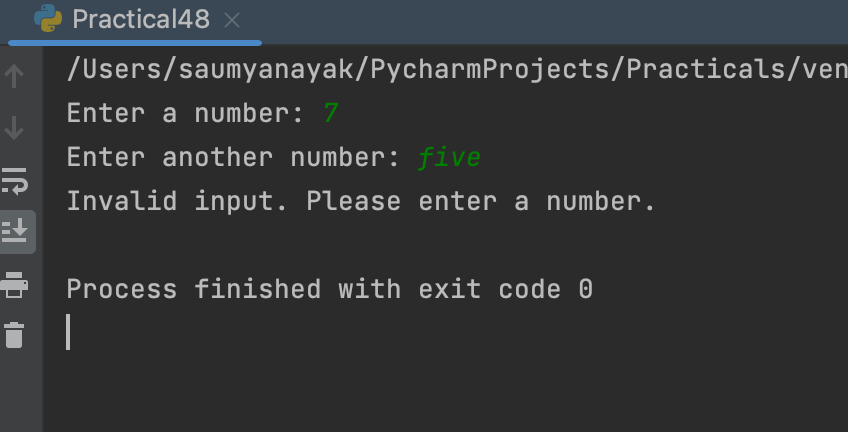 Practical48
/Users/saumyanayak/PycharmProjects/Practicals/ven
Enter a number: 7
Enter another number: five
Invalid input. Please enter a number.
Process finished with exit code 0